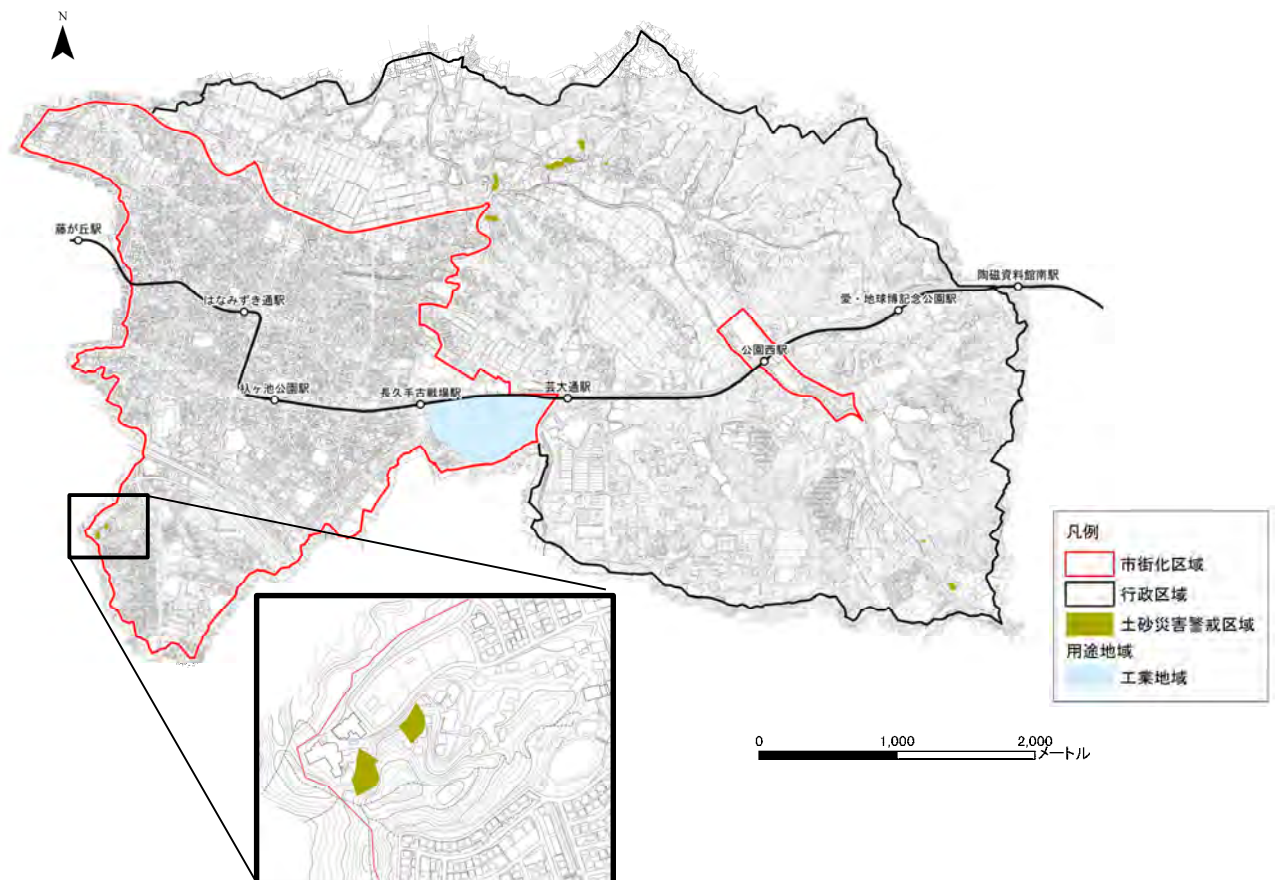 N
藤が丘駅
はなみずき通駅
杁ヶ池公園駅
長久手古戦場駅
芸大通駅
公園西駅
愛・地球博記念公園駅
陶磁資料館南駅
凡例
市街化区域
行政区域
土砂災害警戒区域
用途地域
工業地域
0 1,000 2,000
メートル